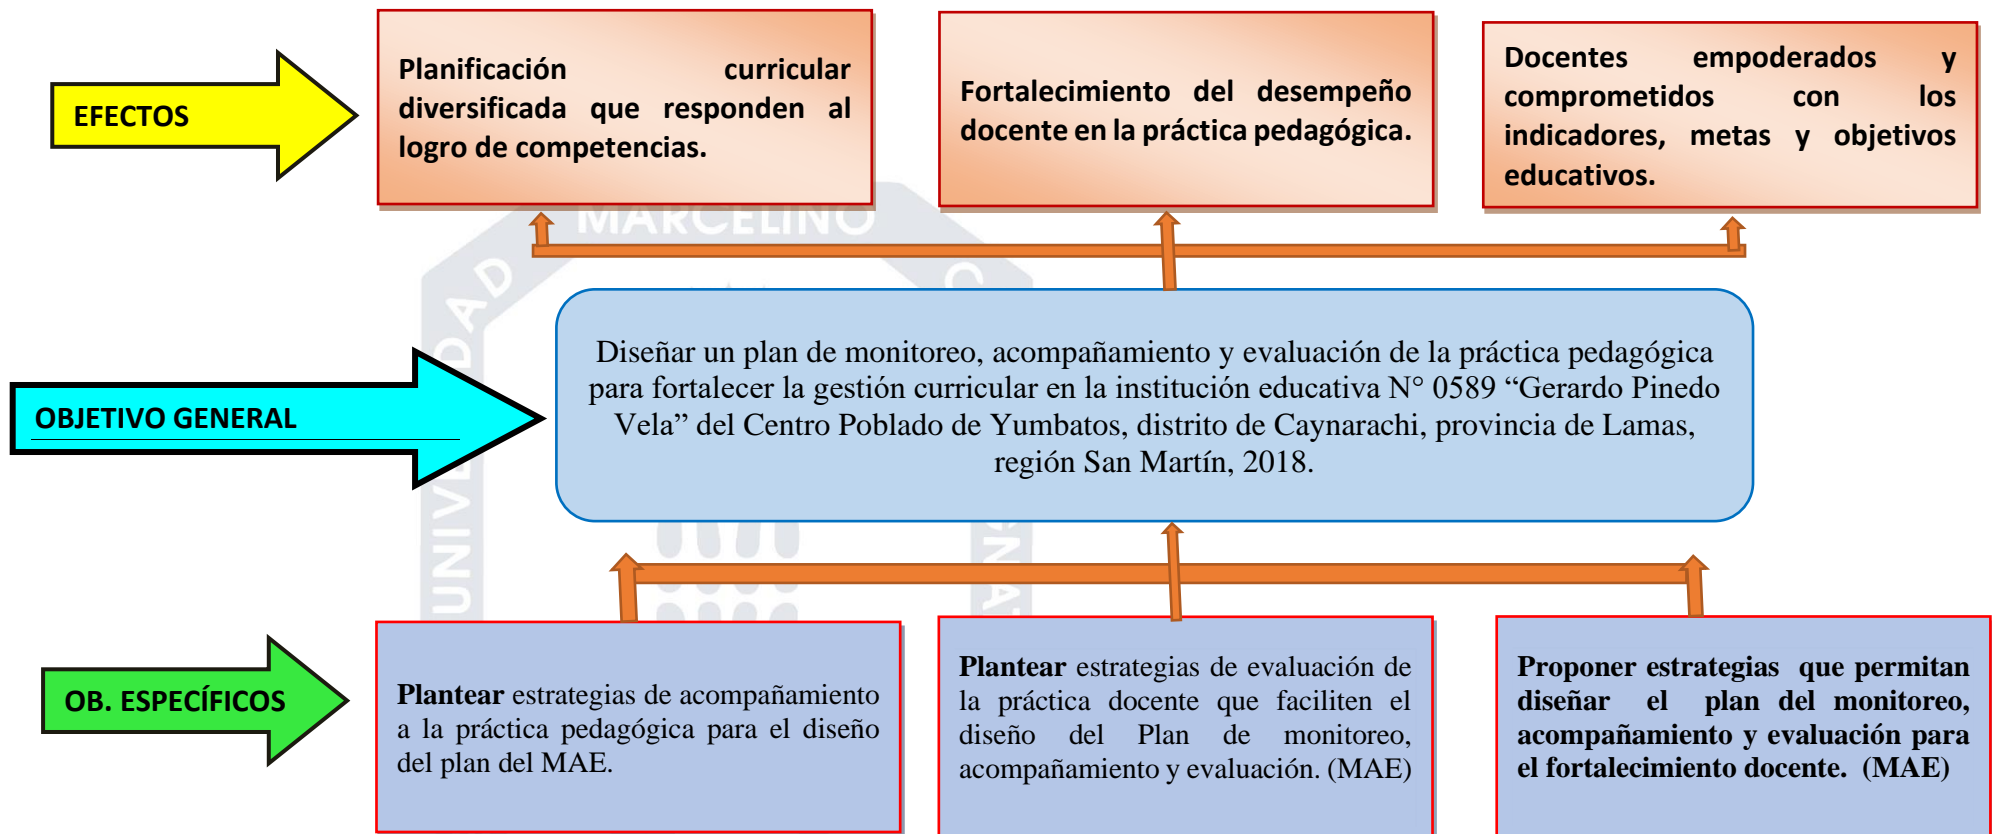 EFECTOS
Planificación curricular
diversificada que responden al
logro de competencias.
Fortalecimiento del desempeño
docente en la práctica pedagógica.
Docentes empoderados y
comprometidos con los
indicadores, metas y objetivos
educativos.
MARCELINO
UNIVERSIDAD
OBJETIVO GENERAL
Diseñar un plan de monitoreo, acompañamiento y evaluación de la práctica pedagógica
para fortalecer la gestión curricular en la institución educativa N° 0589 “Gerardo Pinedo
Vela” del Centro Poblado de Yumbatos, distrito de Caynarachi, provincia de Lamas,
región San Martín, 2018.
OB. ESPECÍFICOS
Plantear estrategias de acompañamiento
a la práctica pedagógica para el diseño
del plan del MAE.
Plantear estrategias de evaluación de
la práctica docente que faciliten el
diseño del Plan de monitoreo,
acompañamiento y evaluación. (MAE)
Proponer estrategias que permitan
diseñar el plan del monitoreo,
acompañamiento y evaluación para
el fortalecimiento docente. (MAE)